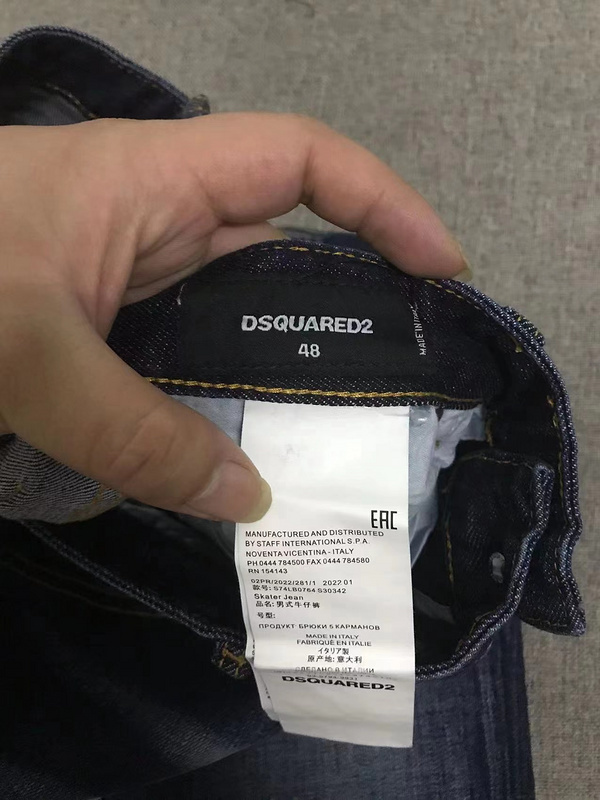 DSQUARED2
48
MADE IN
EAC
MANUFACTURED AND DISTRIBUTED
BY STAFF INTERNATIONAL S.P.A.
NOVENTA VICENTINA - ITALY
PH 0444 784500 FAX 0444 784580
RN 154143
02PR/2022/281/1 2022 01
款号: S74LB0764 S30342
Skater Jean
品名: 男式牛仔裤
号型:
ПРОДУКТ БРЮКИ 5 КАРМАНОВ
MADE IN ITALY
FABRIQUÉ EN ITALIE
イタリア製
原产地: 意大利
СДЕЛАНО В ИТАЛИИ
DSQUARED2